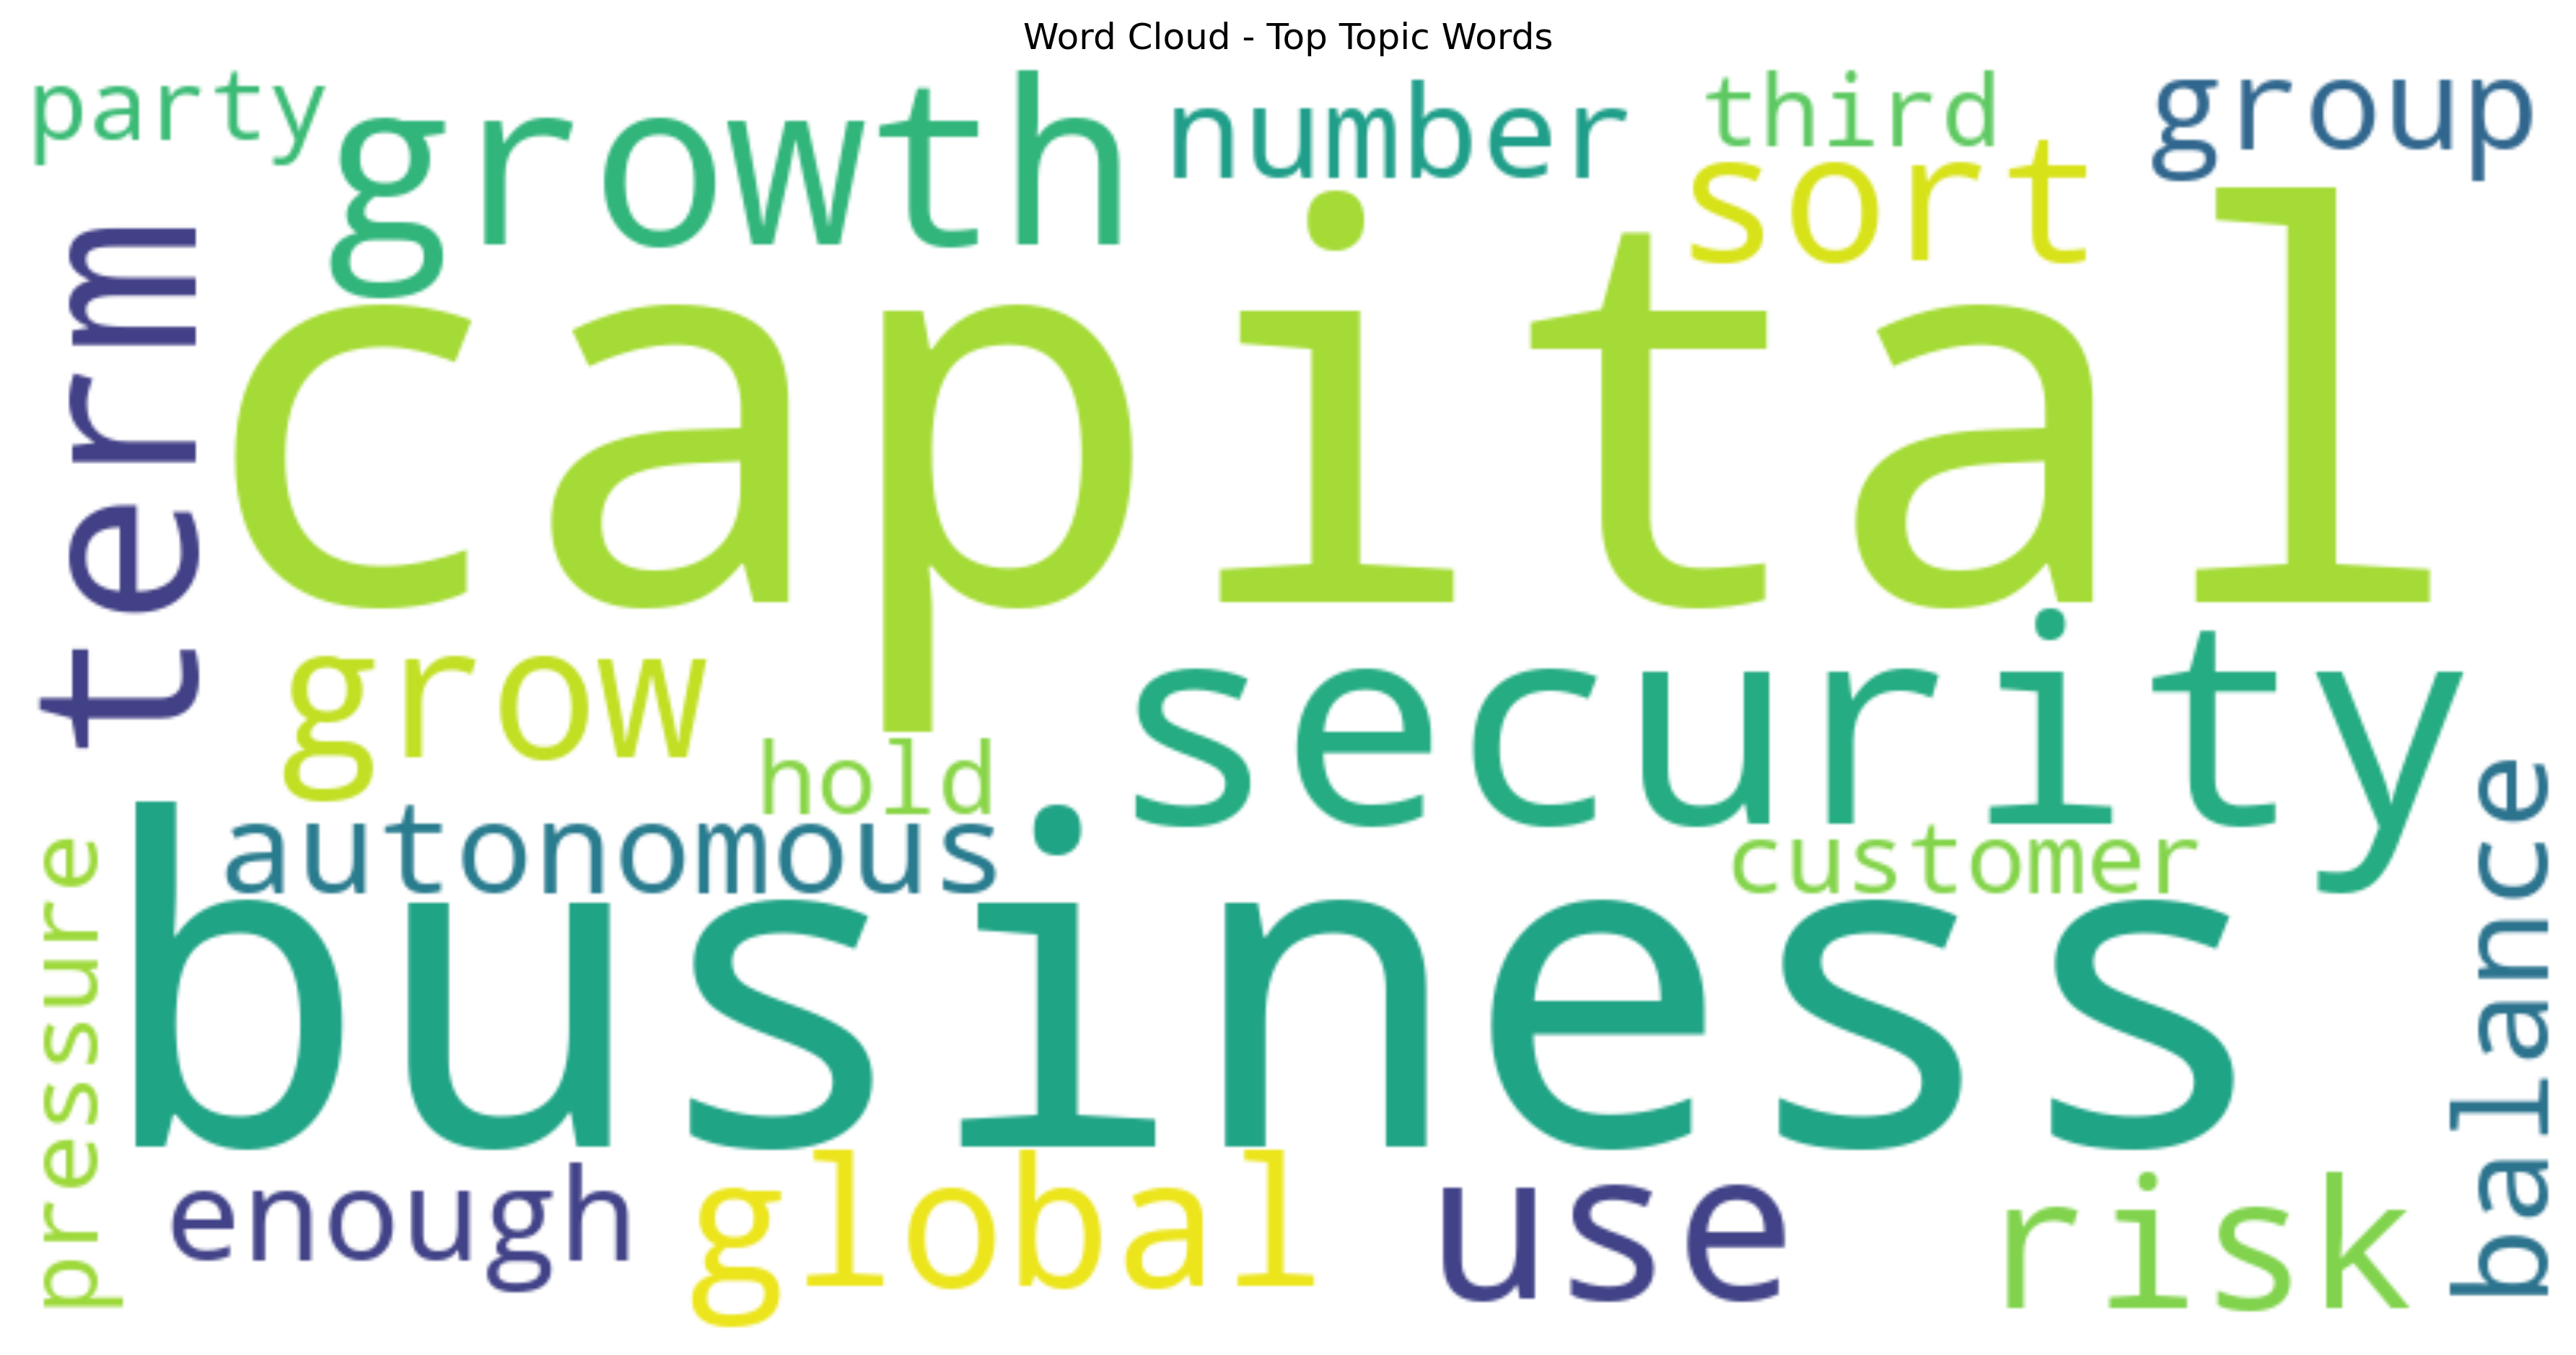 Word Cloud - Top Topic Words
party
growth
number
third
group
sort
term
capital
grow
security
hold
autonomous
customer
balance
pressure
business
enough
global
use
risk